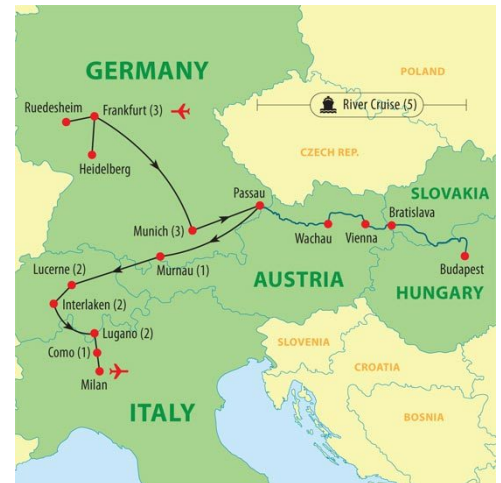 POLAND
GERMANY
Ruedesheim
Frankfurt (3)
River Cruise (5)
CZECH REP.
Heidelberg
SLOVAKIA
Passau
Bratislava
Munich (3)
Wachau
Vienna
Murnau (1)
Budapest
Lucerne (2)
AUSTRIA
HUNGARY
Interlaken (2)
Lugano (2)
SLOVENIA
Como (1)
CROATIA
Milan
ITALY
BOSNIA